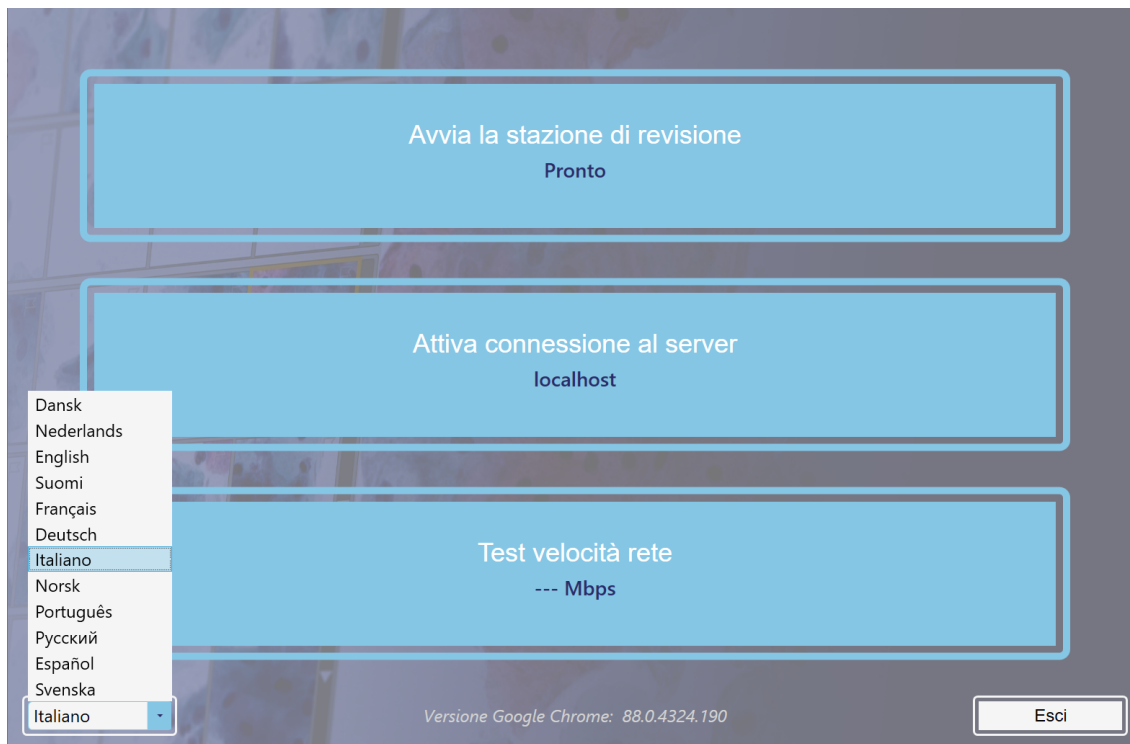 Avvia la stazione di revisione
Pronto
Attiva connessione al server
localhost
Test velocità rete
--- Mbps
Dansk
Nederlands
English
Suomi
Français
Deutsch
Italiano
Norsk
Português
Русский
Español
Svenska
Italiano
Versione Google Chrome: 88.0.4324.190
Esci